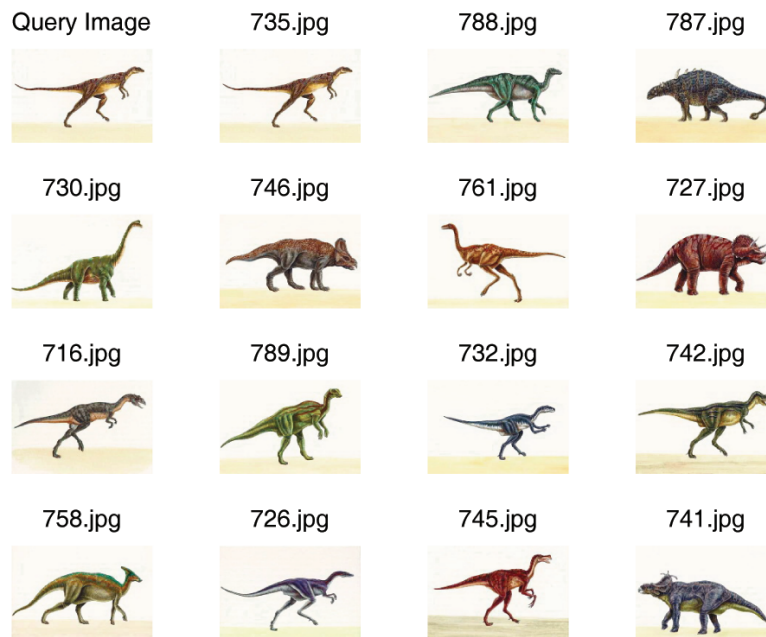 Query Image 735.jpg 788.jpg 787.jpg
730.jpg 746.jpg 761.jpg 727.jpg
716.jpg 789.jpg 732.jpg 742.jpg
758.jpg 726.jpg 745.jpg 741.jpg